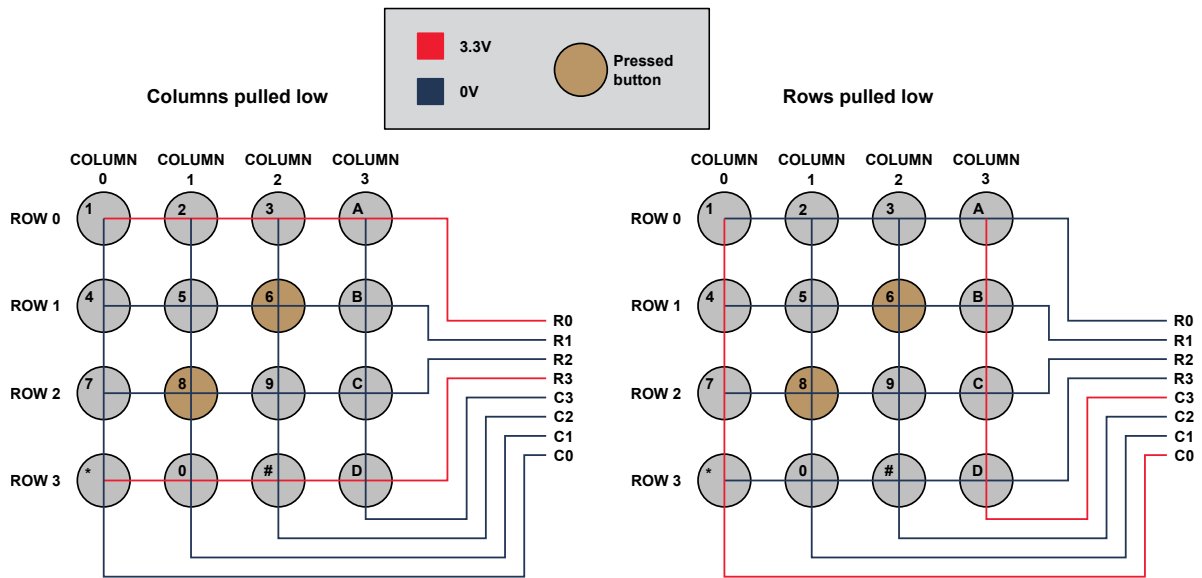 3.3V
0V
Pressed
button
Columns pulled low
COLUMN COLUMN COLUMN COLUMN
0 1 2 3
ROW 0 1 2 3 A
ROW 1 4 5 6 B
ROW 2 7 8 9 C
ROW 3 * 0 # D
R0
R1
R2
R3
C3
C2
C1
C0
Rows pulled low
COLUMN COLUMN COLUMN COLUMN
0 1 2 3
ROW 0 1 2 3 A
ROW 1 4 5 6 B
ROW 2 7 8 9 C
ROW 3 * 0 # D
R0
R1
R2
R3
C3
C2
C1
C0